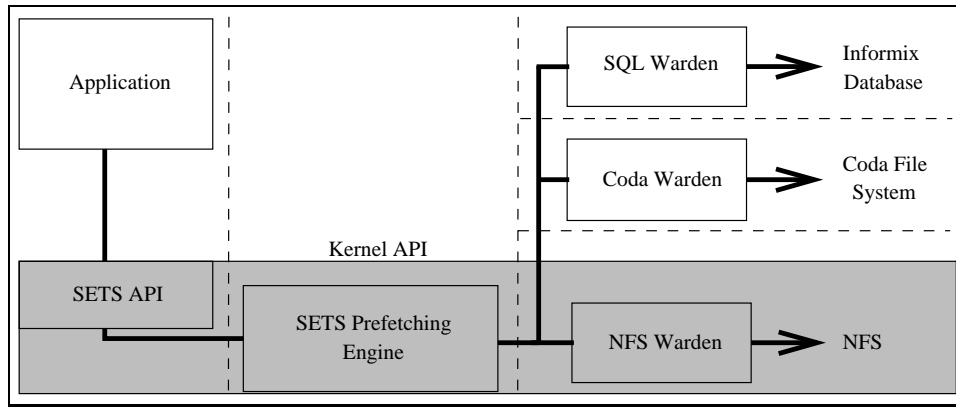 Application
SQL Warden
Informix
Database
Coda Warden
Coda File
System
Kernel API
SETS API
SETS Prefetching
Engine
NFS Warden
NFS